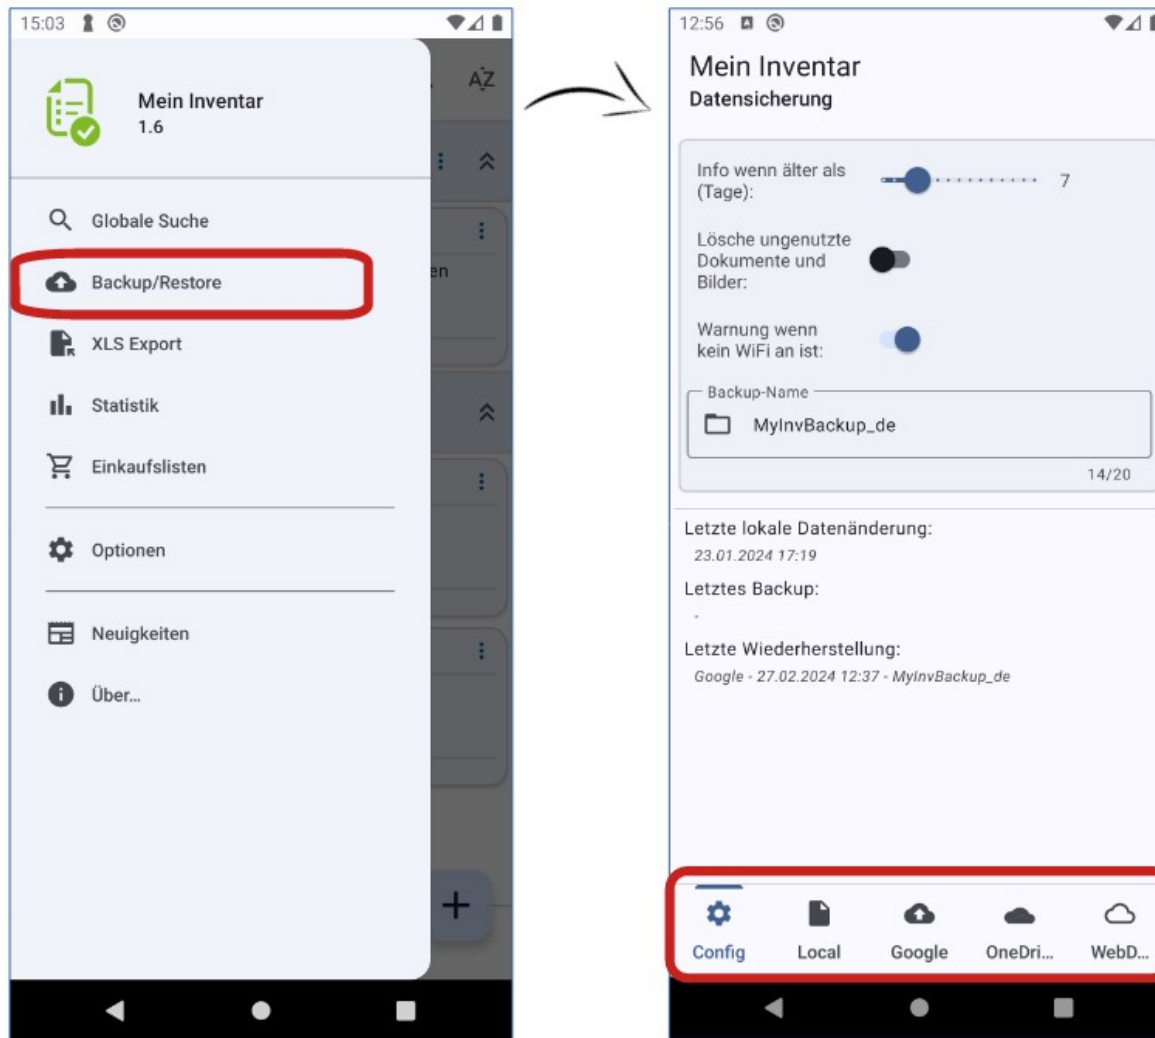 15:03
Mein Inventar
1.6
AZ
Globale Suche
Backup/Restore
XLS Export
Statistik
Einkaufslisten
Optionen
Neuigkeiten
Über...
en
12:56
Mein Inventar
Datensicherung
Info wenn älter als
(Tage):
7
Lösche ungenutzte
Dokumente und
Bilder:
Warnung wenn
kein WiFi an ist:
Backup-Name
MyInvBackup_de
14/20
Letzte lokale Datenänderung:
23.01.2024 17:19
Letztes Backup:
-
Letzte Wiederherstellung:
Google - 27.02.2024 12:37 - MyInvBackup_de
Config Local Google OneDri... WebD...